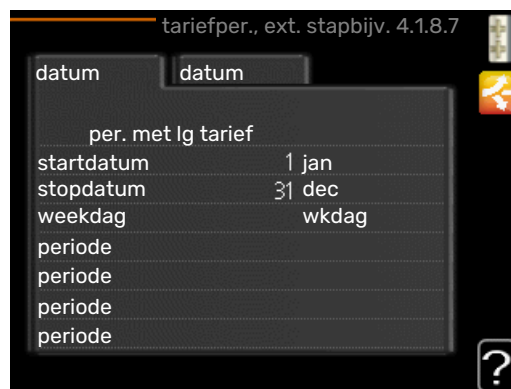 tariefper., ext. stapbijv. 4.1.8.7
datum datum
per. met lg tarief
startdatum 1 jan
stopdatum 31 dec
weekdag wkdag
periode
periode
periode
periode
?